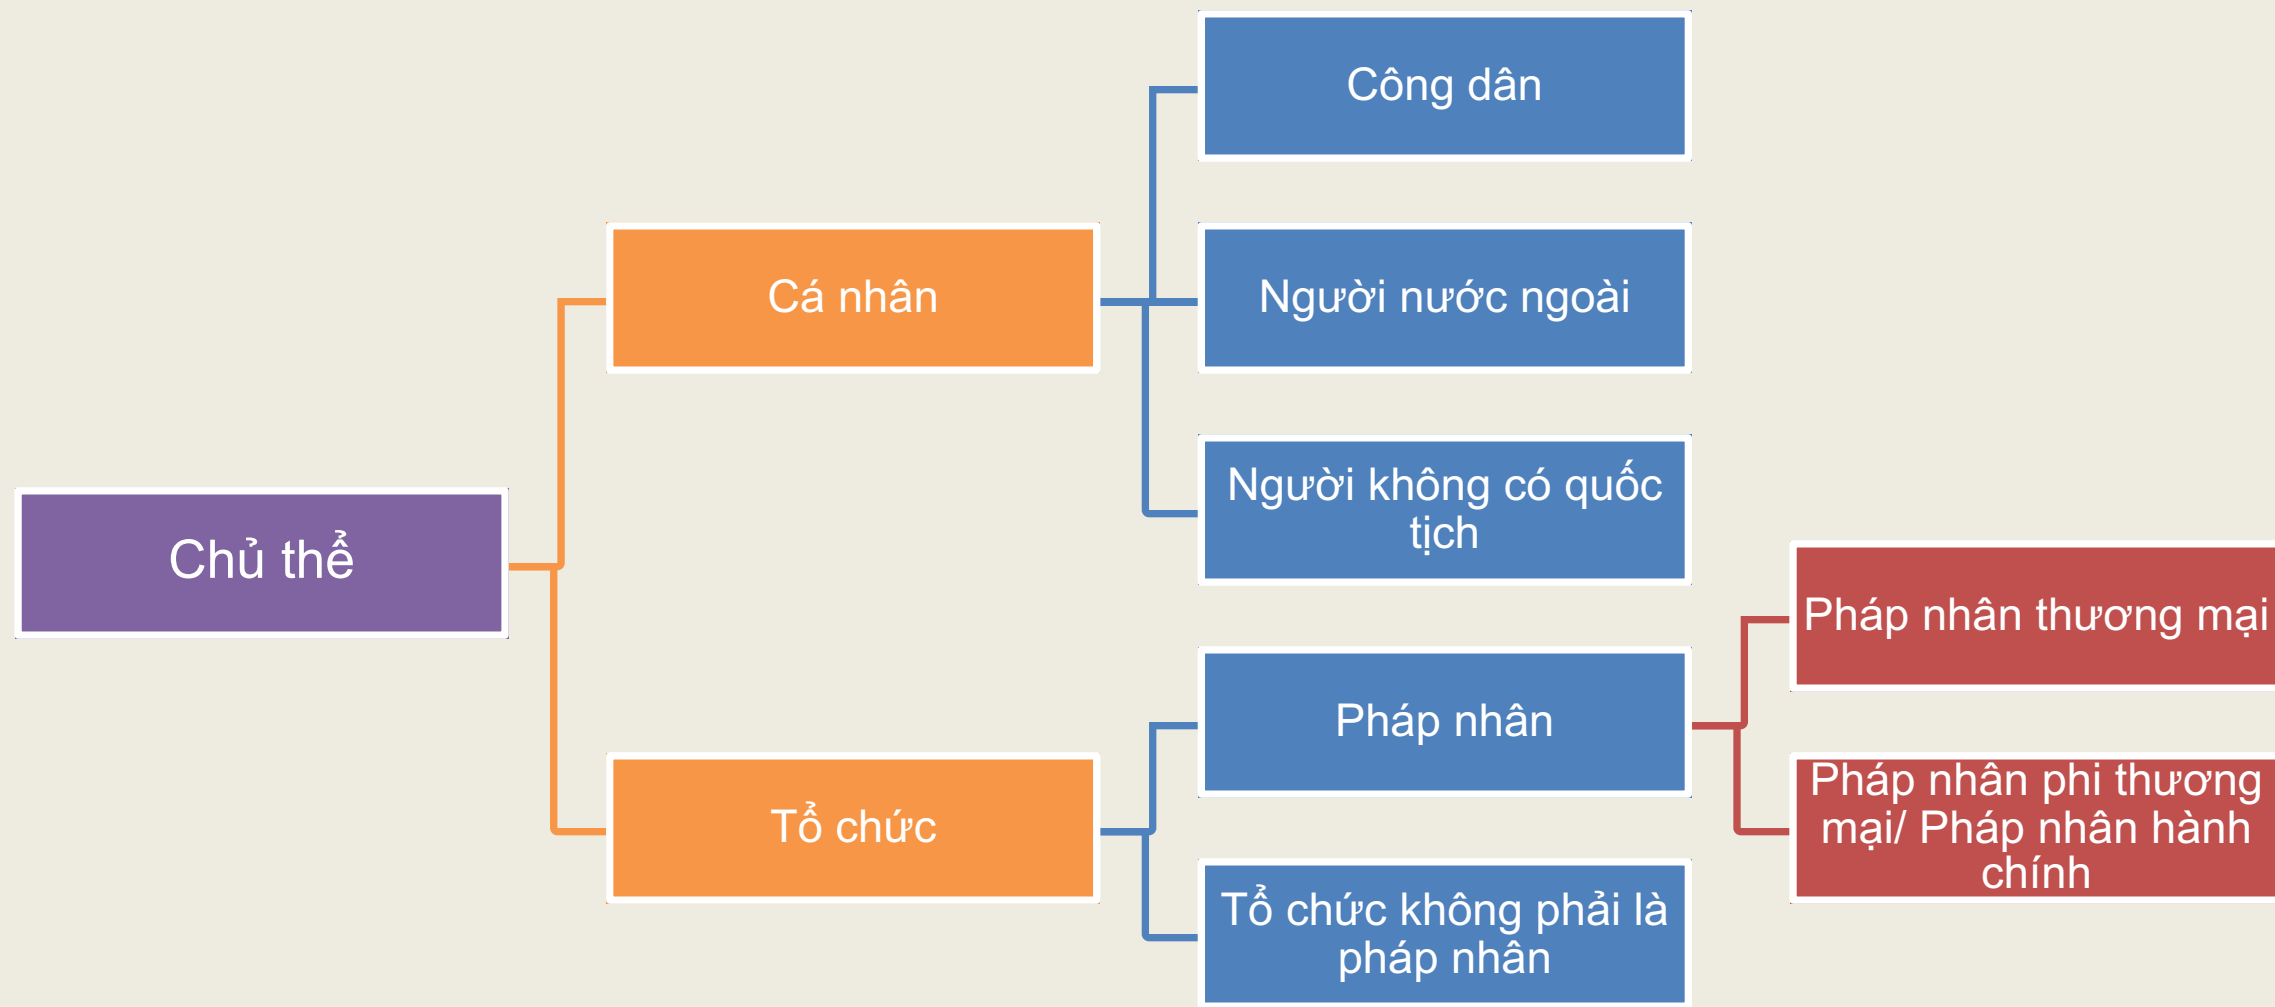 Công dân
Cá nhân
Người nước ngoài
Người không có quốc
tịch
Chủ thể
Pháp nhân thương mại
Pháp nhân
Pháp nhân phi thương
mại/ Pháp nhân hành
chính
Tổ chức
Tổ chức không phải là
pháp nhân